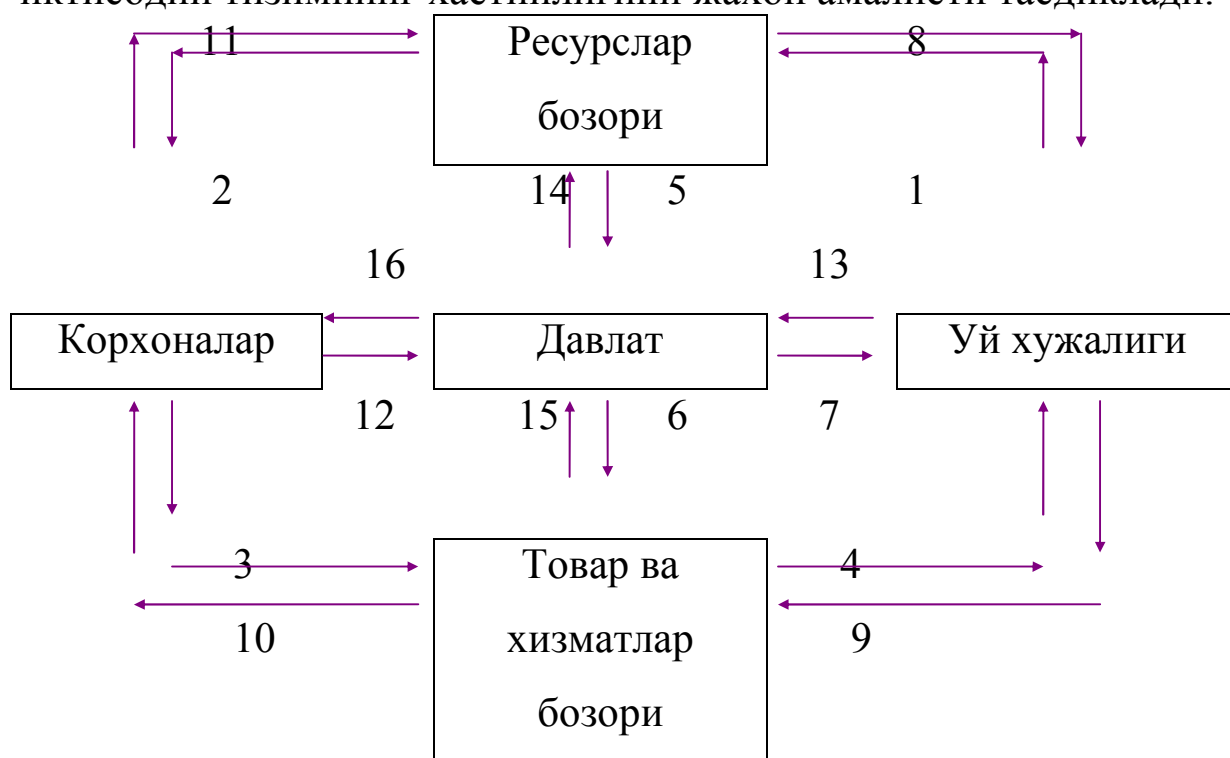 иқтисодий тизимнинг хаётийлигини жахон амалиёти тасдиклади.
11 Ресурслар 8
бозори
2 14 5 1
16 13
Корхоналар Давлат Уй хужалиги
12 15 6 7
3 Товар ва 4
10 хизматлар 9
бозори